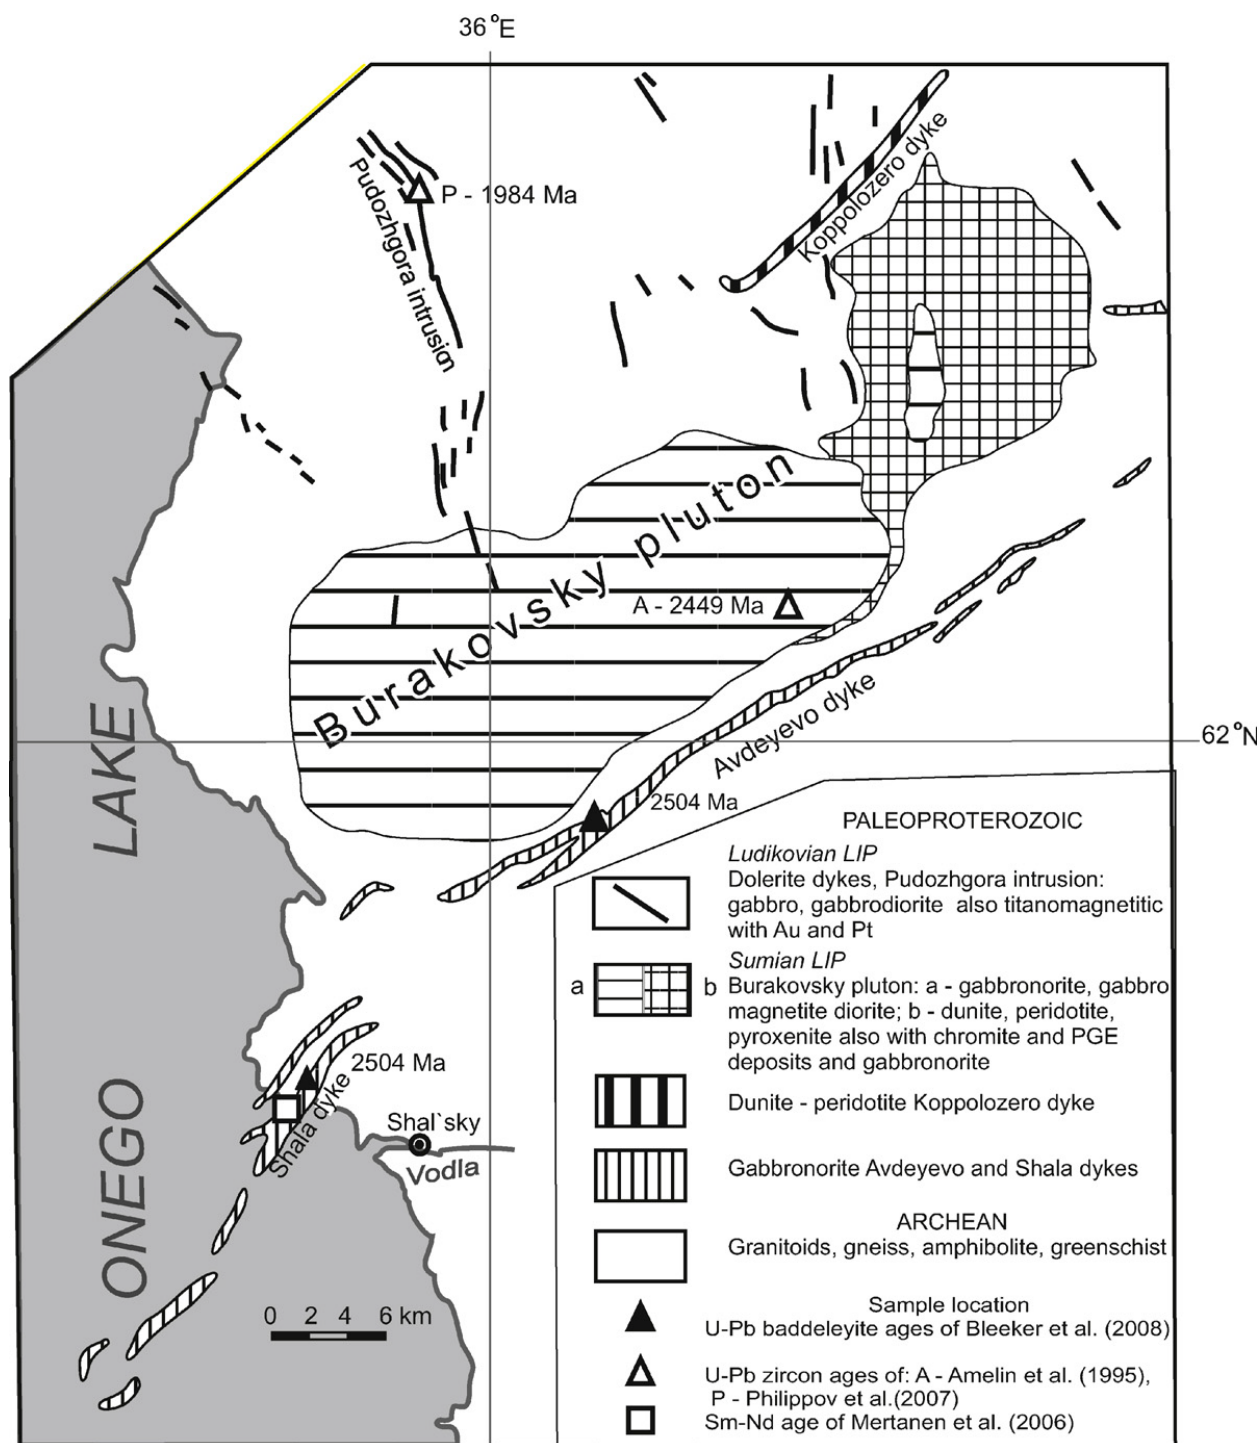 36°E
Pudozhgora intrusion
P - 1984 Ma
Koppolozero dyke
Burakovsky pluton
A - 2449 Ma
Avdeyevo dyke
62°N
2504 Ma
LAKE
ONEGO
2504 Ma
Shala dyke
Shal`sky
Vodla
0 2 4 6 km
PALEOPROTEROZOIC
Ludikovian LIP
Dolerite dykes, Pudozhgora intrusion:
gabbro, gabbrodiorite also titanomagnetitic
with Au and Pt
Sumian LIP
a b
Burakovsky pluton: a - gabbronorite, gabbro
magnetite diorite; b - dunite, peridotite,
pyroxenite also with chromite and PGE
deposits and gabbronorite
Dunite - peridotite Koppolozero dyke
Gabbronorite Avdeyevo and Shala dykes
ARCHEAN
Granitoids, gneiss, amphibolite, greenschist
Sample location
U-Pb baddeleyite ages of Bleeker et al. (2008)
U-Pb zircon ages of: A - Amelin et al. (1995),
P - Philippov et al.(2007)
Sm-Nd age of Mertanen et al. (2006)